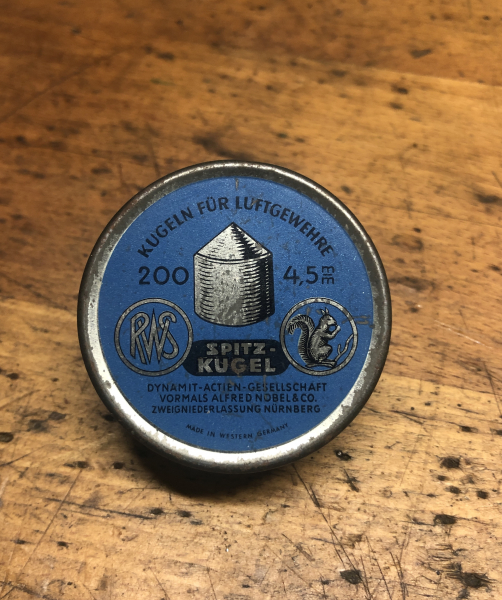 KUGELN FÜR LUFTGEWEHRE
200 4,5 mm
RWS
SPITZ-
KUGEL
DYNAMIT-ACTIEN-GESELLSCHAFT
VORMALS ALFRED NOBEL & CO.
ZWEIGNIEDERLASSUNG NÜRNBERG
MADE IN WESTERN GERMANY